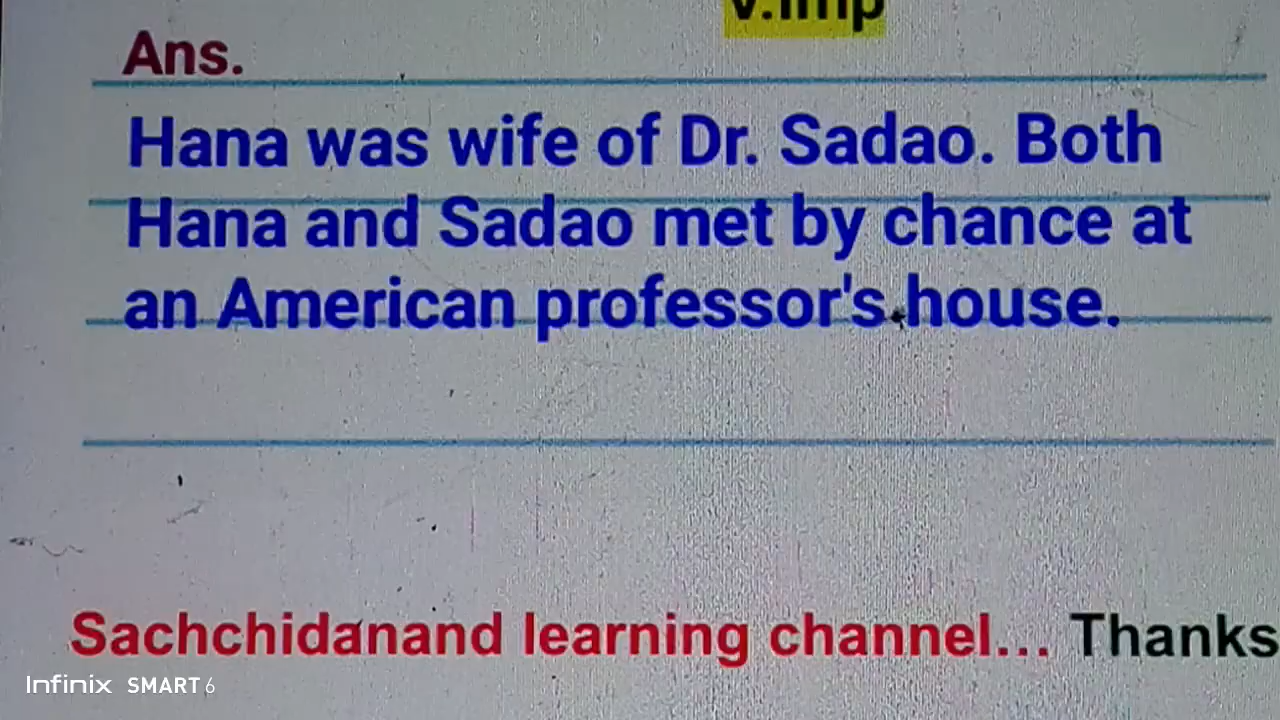 v.imp
Ans.
Hana was wife of Dr. Sadao. Both
Hana and Sadao met by chance at
an American professor's house.
Sachchidanand learning channel... Thanks
Infinix SMART 6